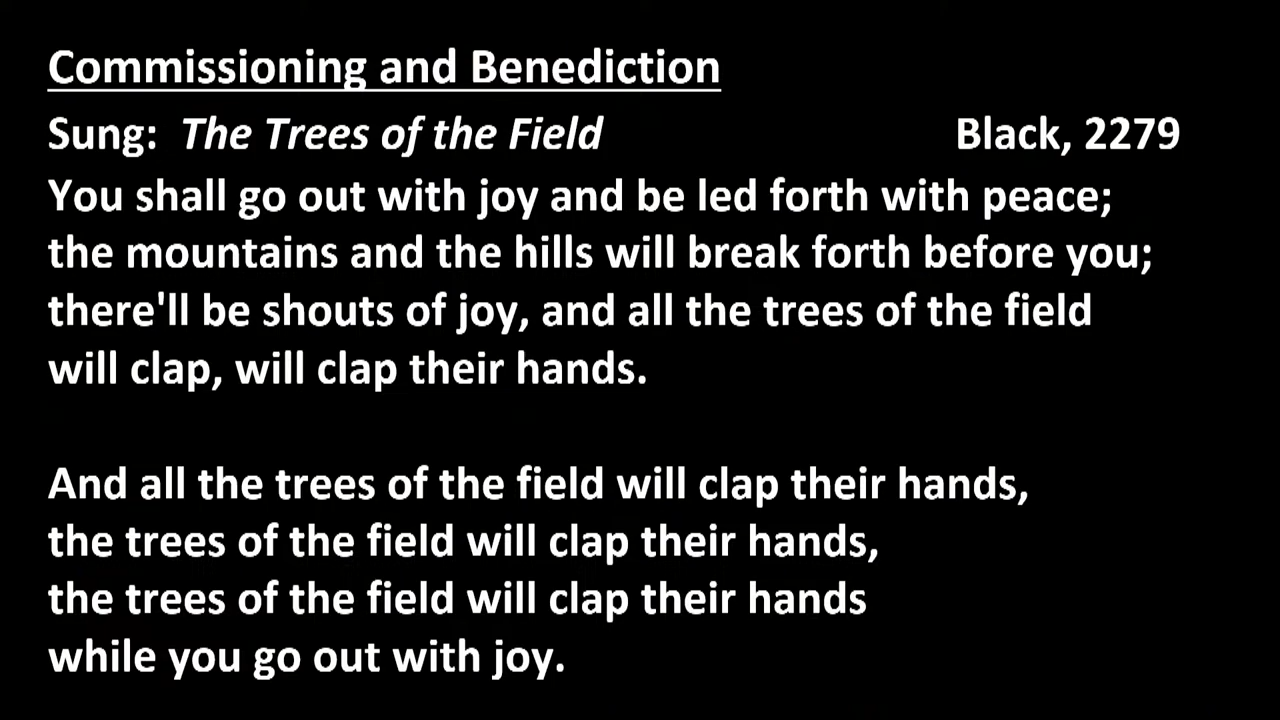 Commissioning and Benediction
Sung: The Trees of the Field Black, 2279
You shall go out with joy and be led forth with peace;
the mountains and the hills will break forth before you;
there'll be shouts of joy, and all the trees of the field
will clap, will clap their hands.
And all the trees of the field will clap their hands,
the trees of the field will clap their hands,
the trees of the field will clap their hands
while you go out with joy.